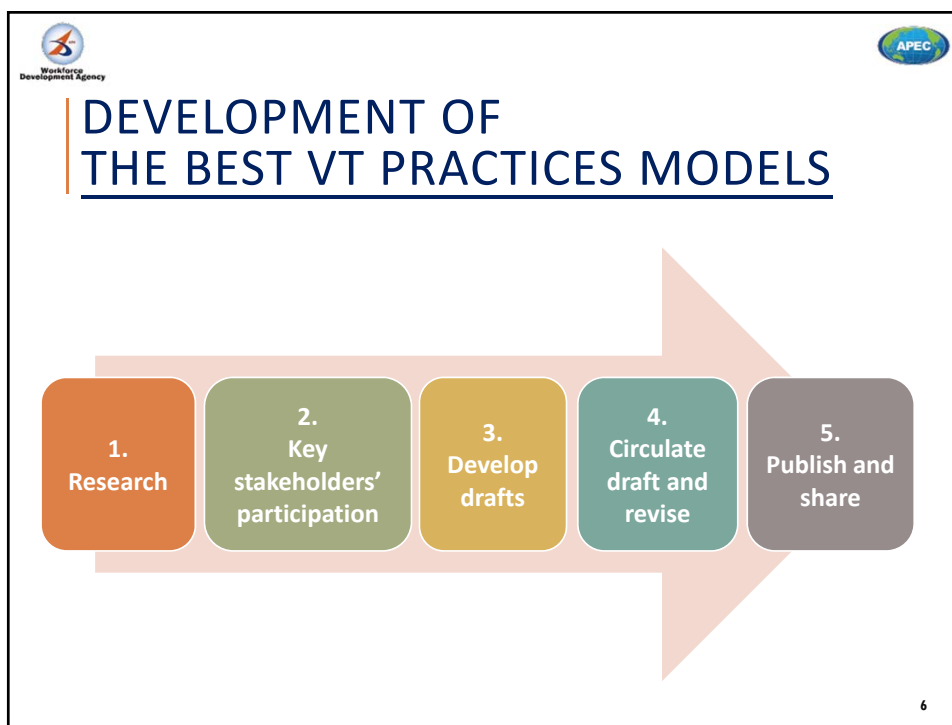 Workforce
Development Agency
APEC
DEVELOPMENT OF
THE BEST VT PRACTICES MODELS
1.
Research
2.
Key
stakeholders’
participation
3.
Develop
drafts
4.
Circulate
draft and
revise
5.
Publish and
share
6